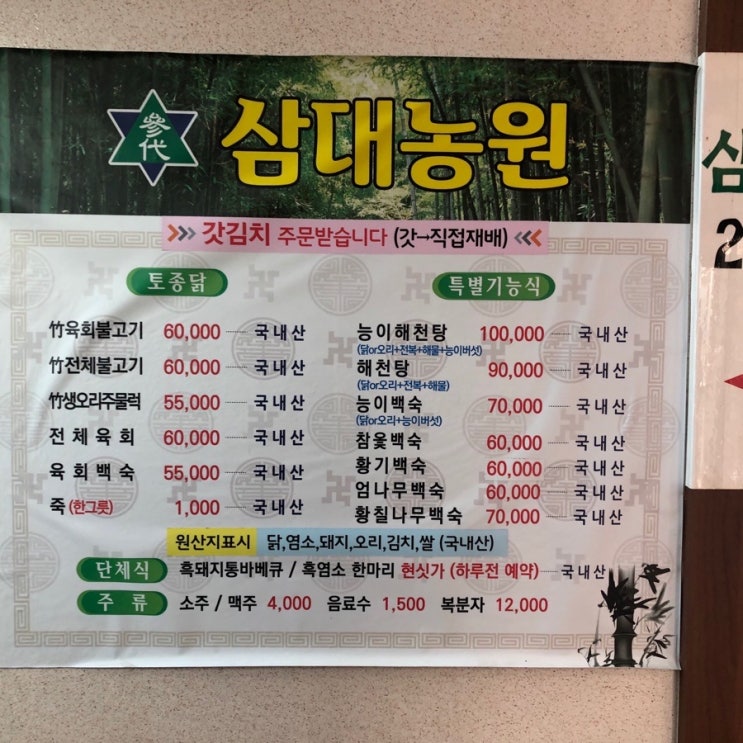 參代
삼대농원
>>> 갓김치 주문받습니다 (갓→직접재배) <<<
토종닭
竹육회불고기 60,000 국내산
竹전체불고기 60,000 국내산
竹생오리주물럭 55,000 국내산
전체육회 60,000 국내산
육회백숙 55,000 국내산
죽 (한그릇) 1,000 국내산
특별기능식
능이해천탕 100,000 국내산
(닭or오리+전복+해물+능이버섯)
해천탕 90,000 국내산
(닭or오리+전복+해물)
능이백숙 70,000 국내산
(닭or오리+능이버섯)
참옻백숙 60,000 국내산
황기백숙 60,000 국내산
엄나무백숙 60,000 국내산
황칠나무백숙 70,000 국내산
원산지표시 닭,염소,돼지,오리,김치,쌀 (국내산)
단체식 흑돼지통바베큐 / 흑염소 한마리 현싯가 (하루전 예약) 국내산
주류 소주 / 맥주 4,000 음료수 1,500 복분자 12,000
삼
2